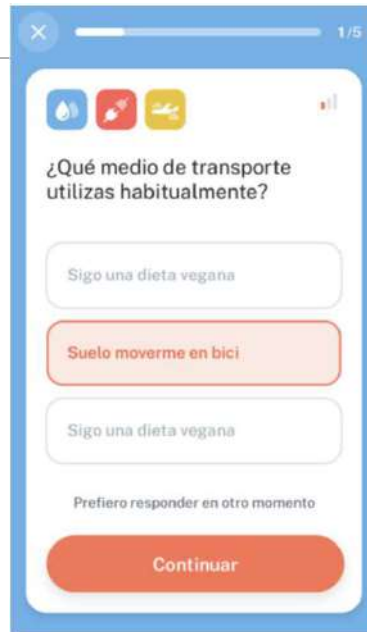 1/5
¿Qué medio de transporte
utilizas habitualmente?
Sigo una dieta vegana
Suelo moverme en bici
Sigo una dieta vegana
Prefiero responder en otro momento
Continuar